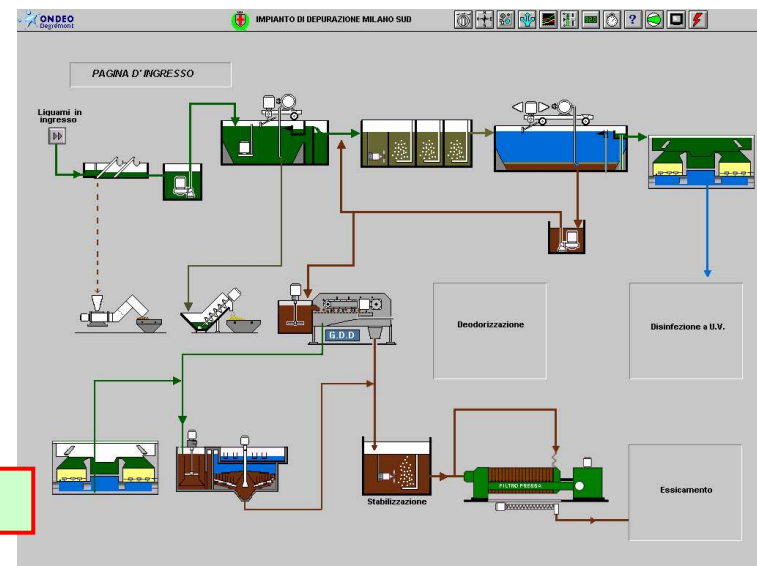 ONDEO
Degrémont
IMPIANTO DI DEPURAZIONE MILANO SUD
?
PAGINA D'INGRESSO
Liquami in
ingresso
G.D.D
Deodorizzazione
Disinfezione a U.V.
Stabilizzazione
FILTRO PRESSA
Essicamento